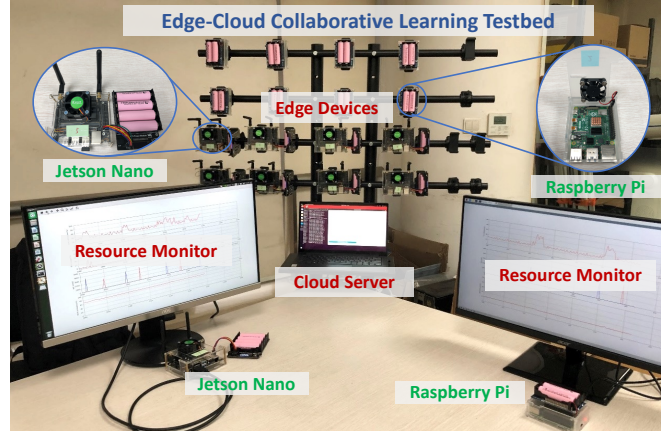 Edge-Cloud Collaborative Learning Testbed
Edge Devices
Jetson Nano
Raspberry Pi
Resource Monitor
Resource Monitor
Cloud Server
Jetson Nano
Raspberry Pi